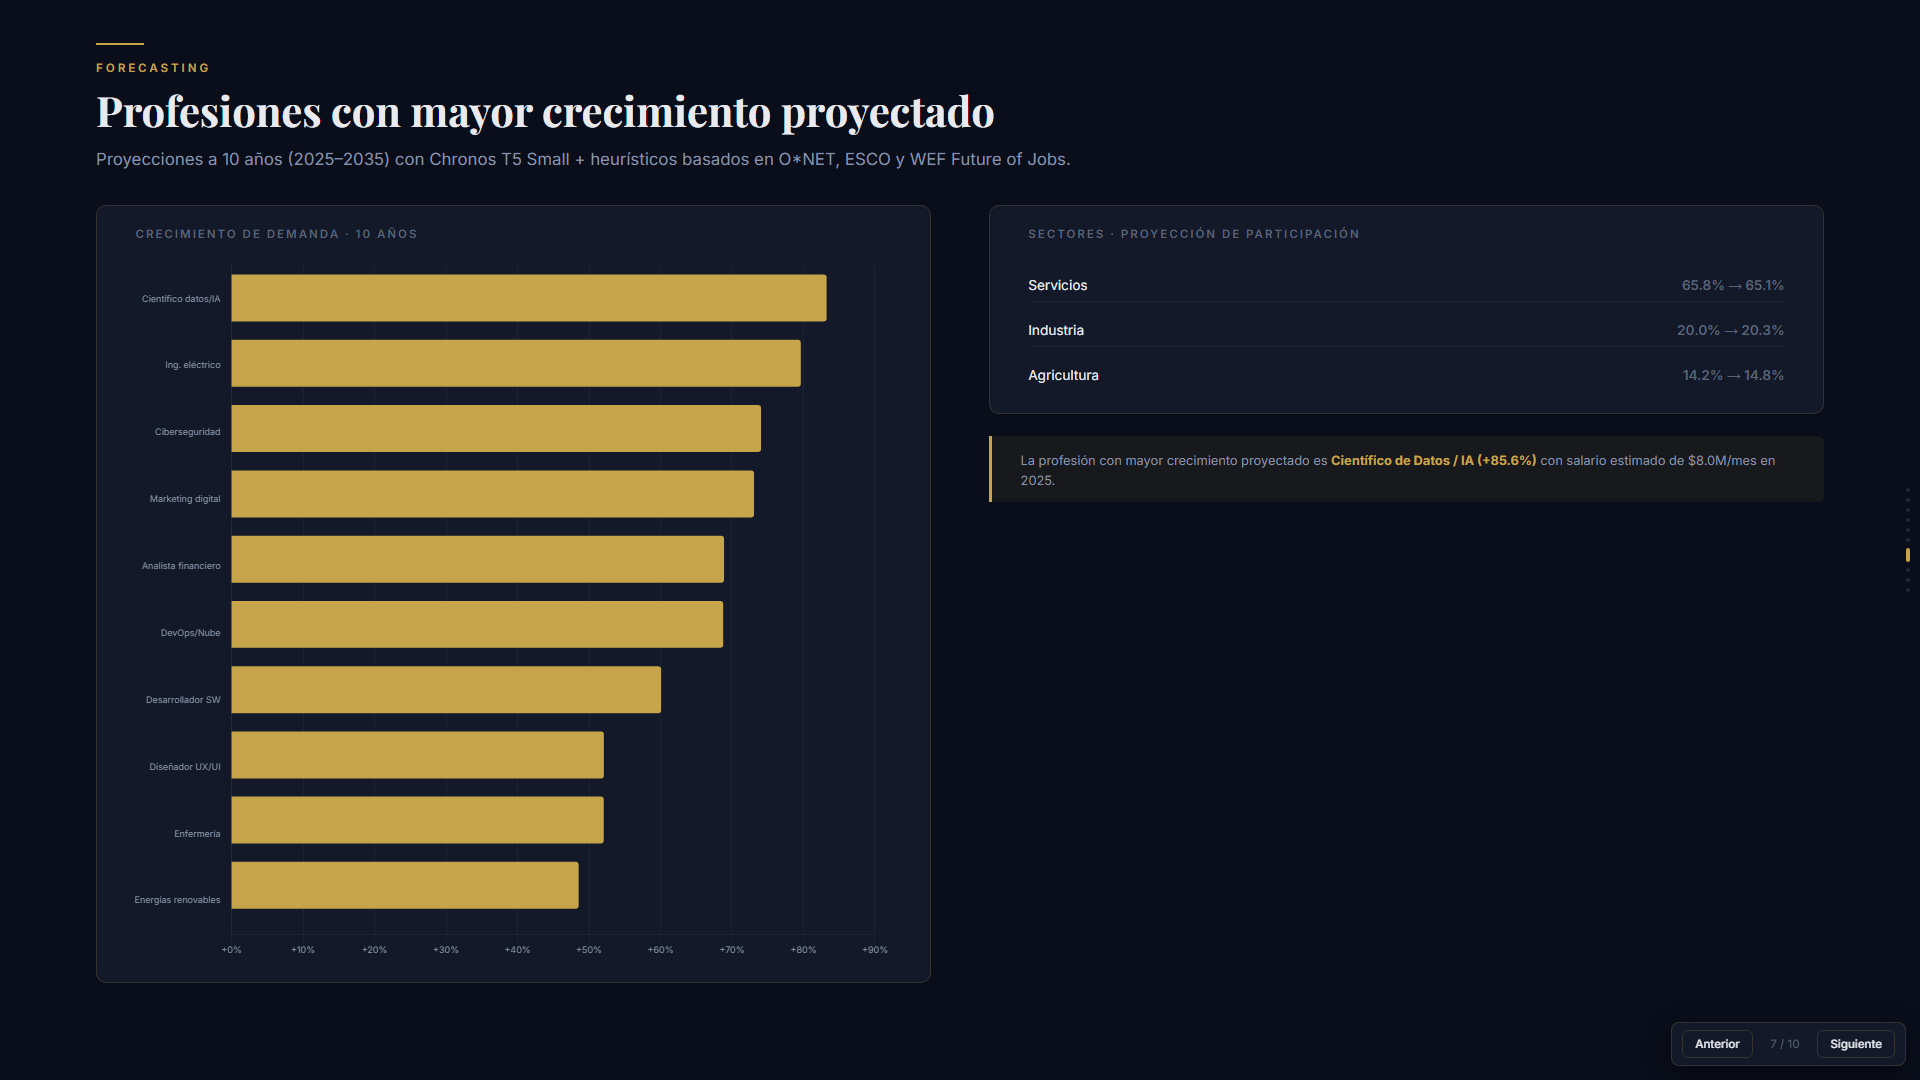 FORECASTING
Profesiones con mayor crecimiento proyectado
Proyecciones a 10 años (2025–2035) con Chronos T5 Small + heurísticos basados en O*NET, ESCO y WEF Future of Jobs.
CRECIMIENTO DE DEMANDA · 10 AÑOS
Científico datos/IA
Ing. eléctrico
Ciberseguridad
Marketing digital
Analista financiero
DevOps/Nube
Desarrollador SW
Diseñador UX/UI
Enfermería
Energías renovables
+0% +10% +20% +30% +40% +50% +60% +70% +80% +90%
SECTORES · PROYECCIÓN DE PARTICIPACIÓN
Servicios 65.8% → 65.1%
Industria 20.0% → 20.3%
Agricultura 14.2% → 14.8%
La profesión con mayor crecimiento proyectado es Científico de Datos / IA (+85.6%) con salario estimado de $8.0M/mes en
2025.
Anterior 7 / 10 Siguiente